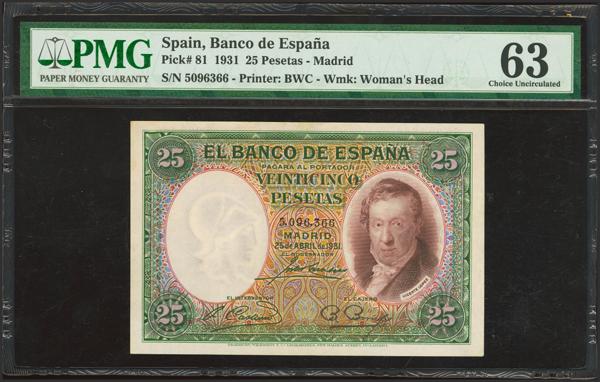 PMG
PAPER MONEY GUARANTY
Spain, Banco de España
Pick# 81 1931 25 Pesetas - Madrid
S/N 5096366 - Printer: BWC - Wmk: Woman's Head
63
Choice Uncirculated
25
EL BANCO DE ESPAÑA
25
PAGARÁ AL PORTADOR
VEINTICINCO
PESETAS
5,096,366
MADRID
25 de ABRIL de 1931.
EL GOBERNADOR
VICENTE LOPEZ
EL INTERVENTOR
EL CAJERO
25
25